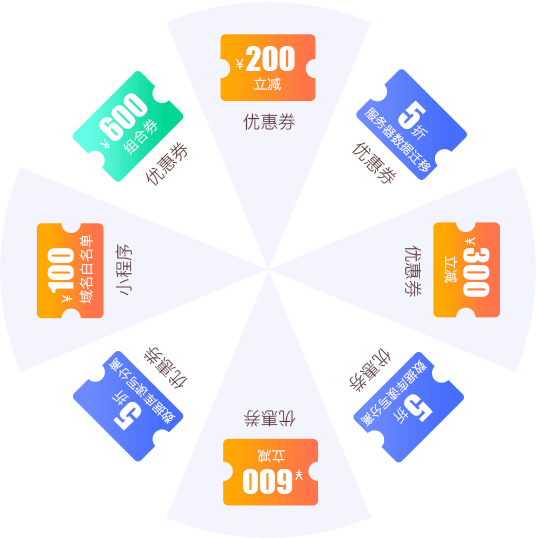 ¥200
立减
优惠券
5折
服务器数据迁移
优惠券
¥300
立减
优惠券
5折
数据库读写分离
优惠券
¥600
立减
优惠券
5折
数据库读写分离
优惠券
¥100
域名白名单
小程序
¥600
组合券
优惠券